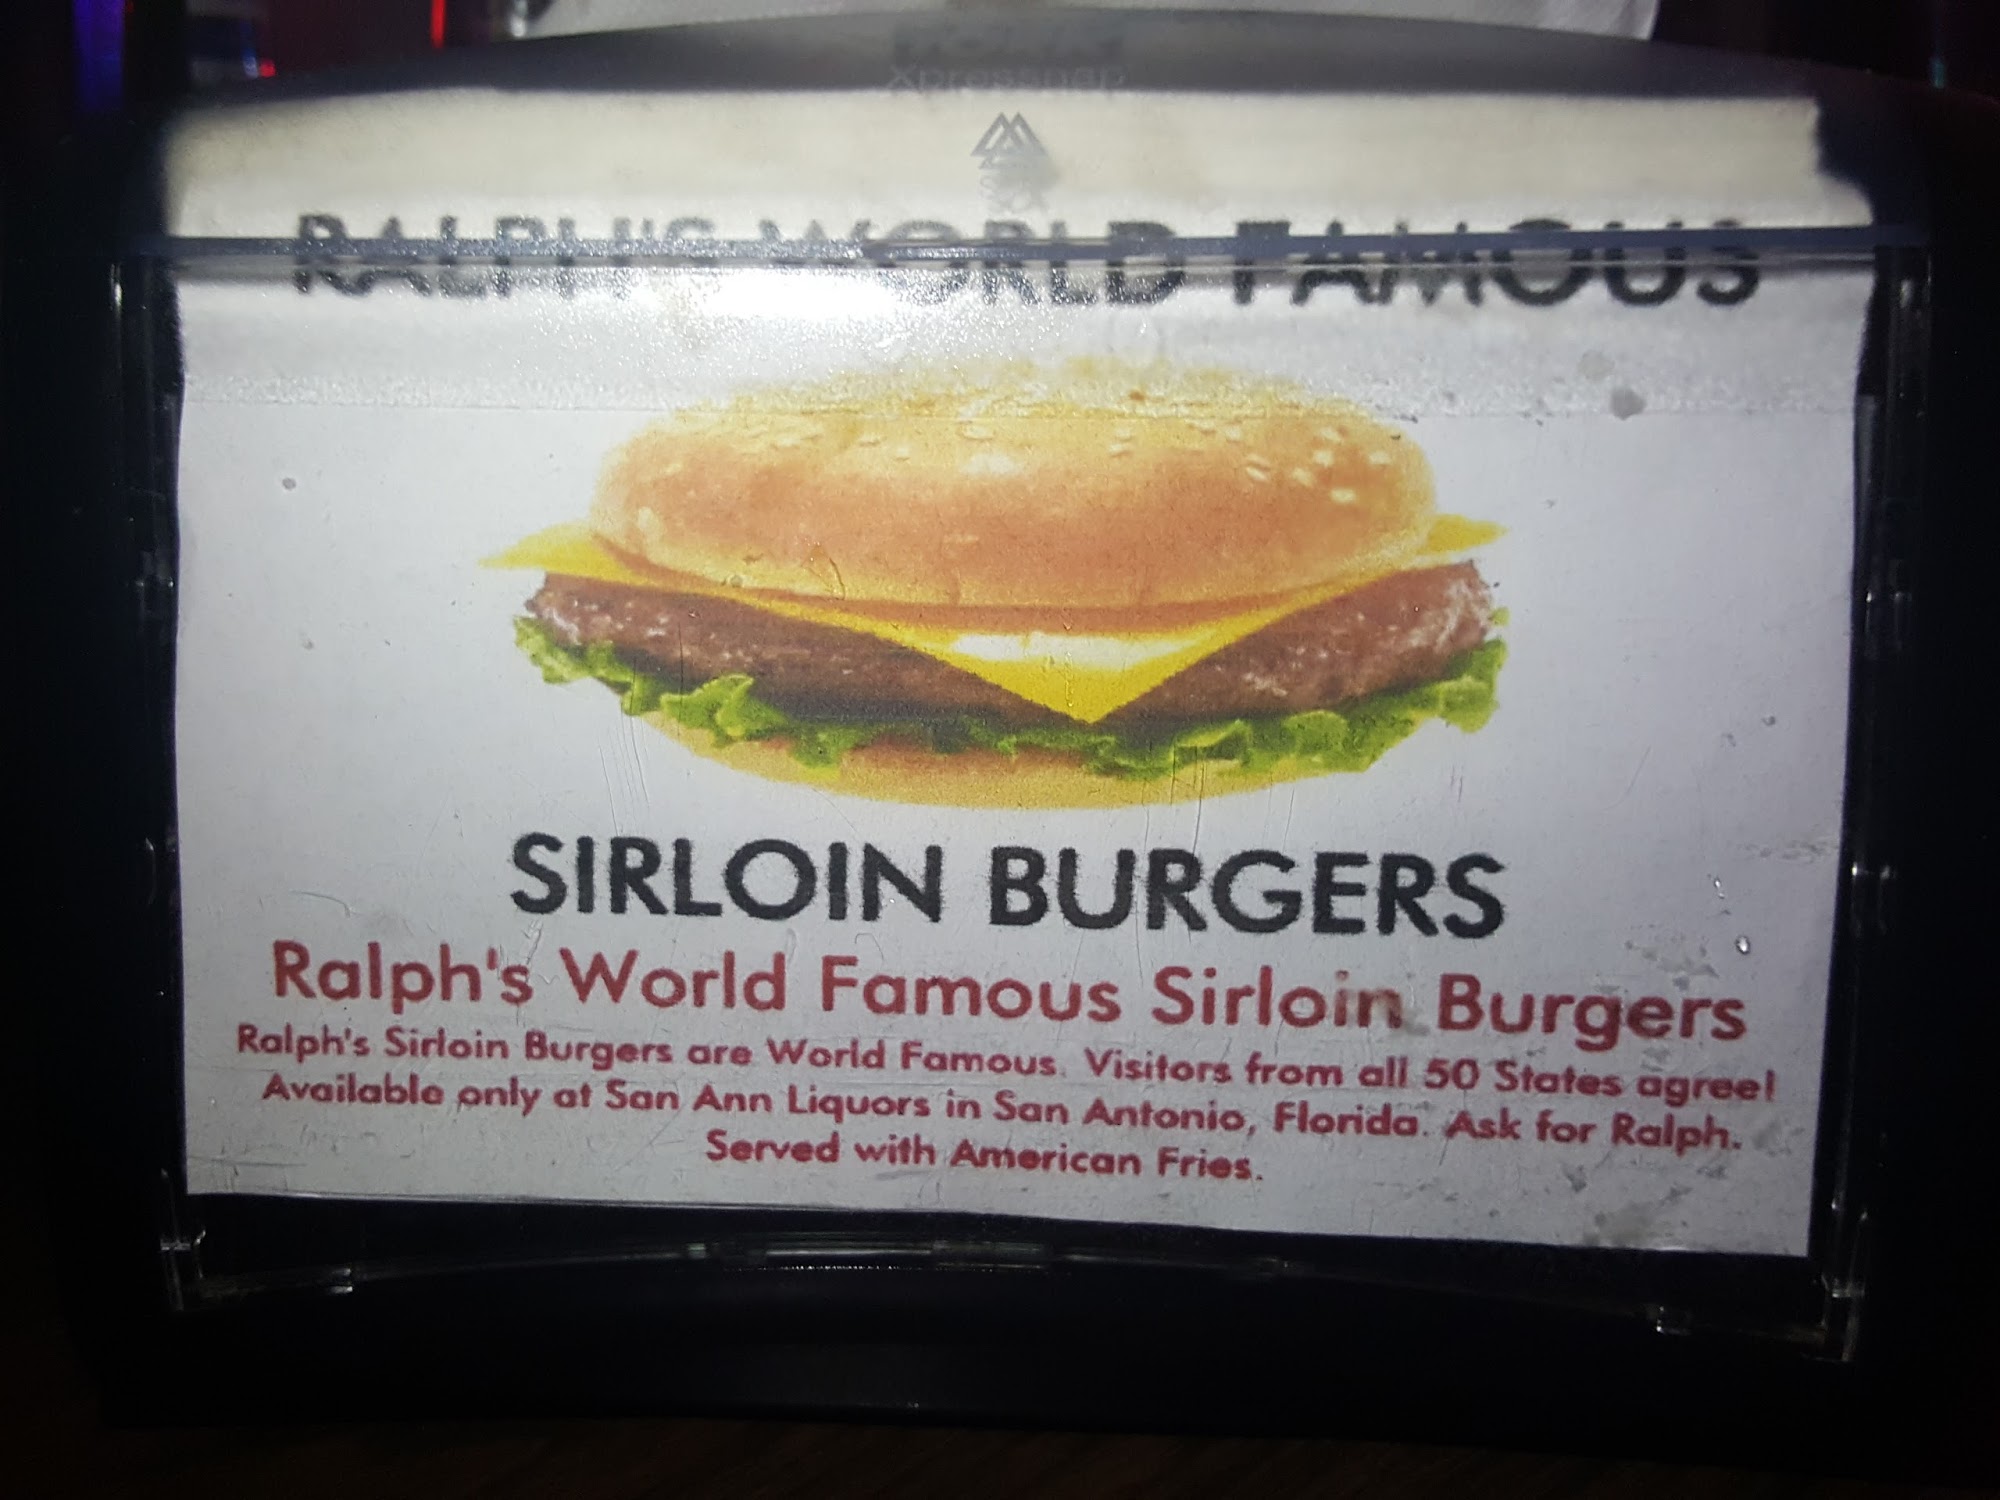 Xpressnap
SCA
RALPH'S WORLD FAMOUS
SIRLOIN BURGERS
Ralph's World Famous Sirloin Burgers
Ralph's Sirloin Burgers are World Famous. Visitors from all 50 States agree!
Available only at San Ann Liquors in San Antonio, Florida. Ask for Ralph.
Served with American Fries.